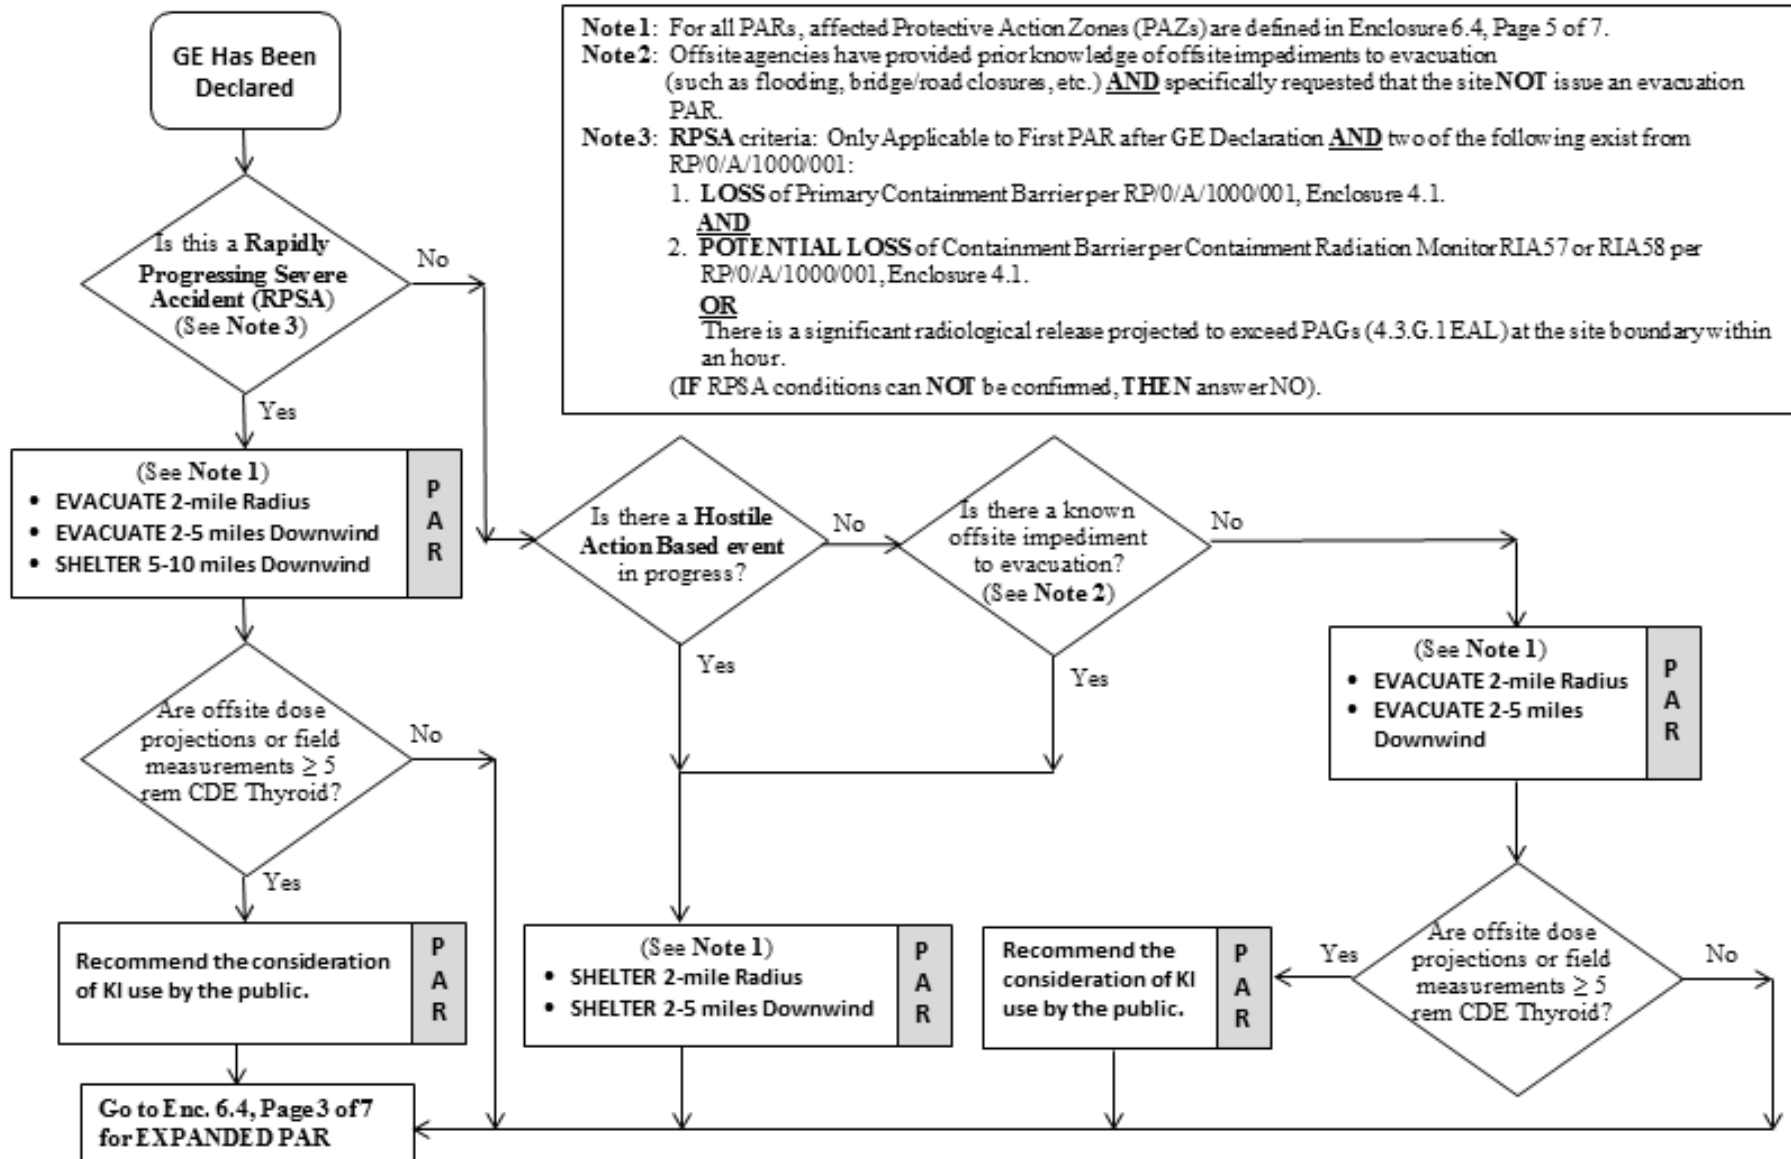 GE Has Been
Declared
Note 1: For all PARs, affected Protective Action Zones (PAZs) are defined in Enclosure 6.4, Page 5 of 7.
Note 2: Offsite agencies have provided prior knowledge of offsite impediments to evacuation
(such as flooding, bridge/road closures, etc.) AND specifically requested that the site NOT issue an evacuation
PAR.
Note 3: RPSA criteria: Only Applicable to First PAR after GE Declaration AND two of the following exist from
RP/0/A/1000/001:
1. LOSS of Primary Containment Barrier per RP/0/A/1000/001, Enclosure 4.1.
AND
2. POTENTIAL LOSS of Containment Barrier per Containment Radiation Monitor RIA 57 or RIA 58 per
RP/0/A/1000/001, Enclosure 4.1.
OR
There is a significant radiological release projected to exceed PAGs (4.3.G.1 EAL) at the site boundary within
an hour.
(IF RPSA conditions can NOT be confirmed, THEN answer NO).
Is this a Rapidly
Progressing Severe
Accident (RPSA)
(See Note 3)
No
Yes
(See Note 1)
• EVACUATE 2-mile Radius
• EVACUATE 2-5 miles Downwind
• SHELTER 5-10 miles Downwind
P
A
R
Is there a Hostile
Action Based event
in progress?
No
Yes
Is there a known
offsite impediment
to evacuation?
(See Note 2)
No
Yes
(See Note 1)
• EVACUATE 2-mile Radius
• EVACUATE 2-5 miles
Downwind
P
A
R
Are offsite dose
projections or field
measurements ≥ 5
rem CDE Thyroid?
No
Yes
Recommend the consideration
of KI use by the public.
P
A
R
(See Note 1)
• SHELTER 2-mile Radius
• SHELTER 2-5 miles Downwind
P
A
R
Recommend the
consideration of KI
use by the public.
P
A
R
Yes
Are offsite dose
projections or field
measurements ≥ 5
rem CDE Thyroid?
No
Go to Enc. 6.4, Page 3 of 7
for EXPANDED PAR